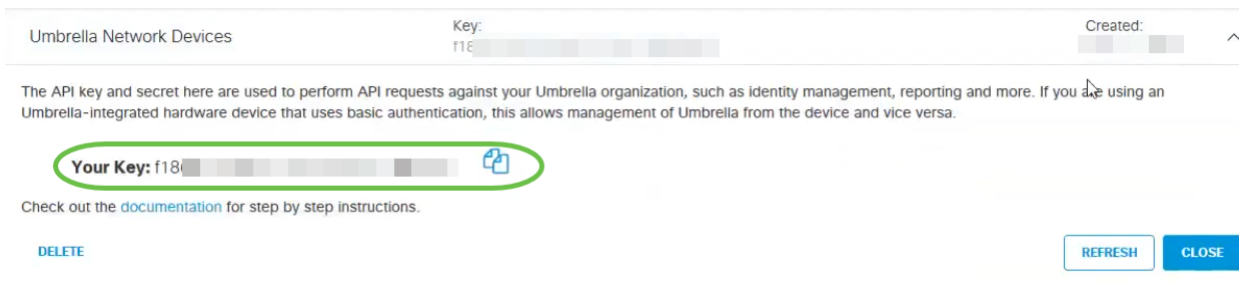 Umbrella Network Devices
Key:
f18
Created:
The API key and secret here are used to perform API requests against your Umbrella organization, such as identity management, reporting and more. If you are using an
Umbrella-integrated hardware device that uses basic authentication, this allows management of Umbrella from the device and vice versa.
Your Key: f18
Check out the documentation for step by step instructions.
DELETE
REFRESH
CLOSE